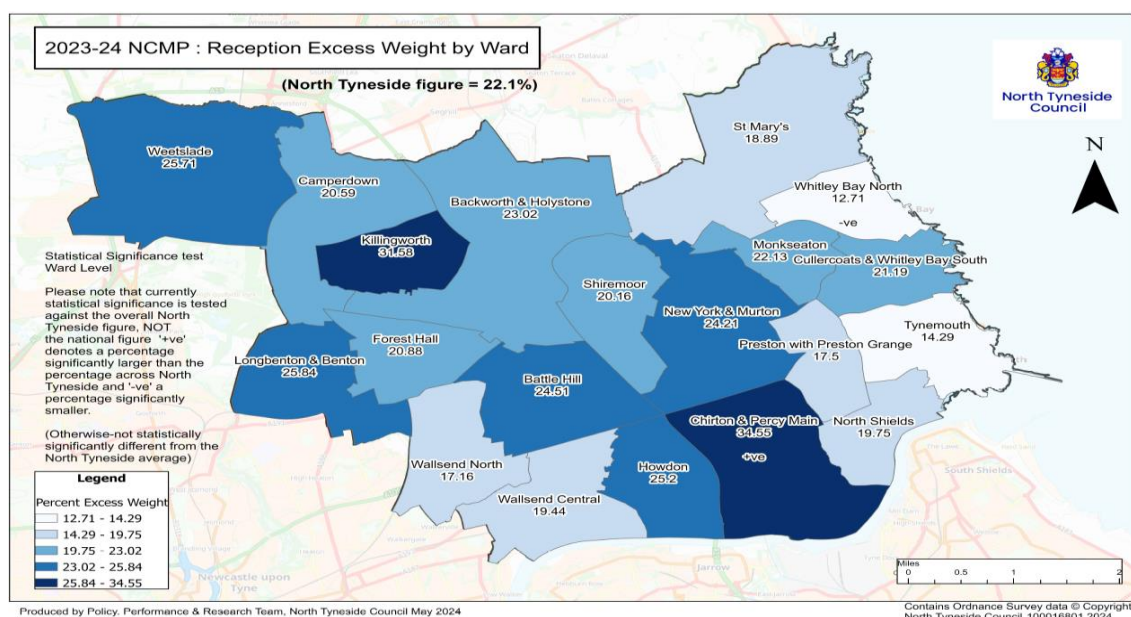 2023-24 NCMP : Reception Excess Weight by Ward
(North Tyneside figure = 22.1%)
North Tyneside
Council
N
St Mary's
18.89
Weetslade
25.71
Camperdown
20.59
Whitley Bay North
12.71
-ve
Backworth & Holystone
23.02
Killingworth
31.58
Monkseaton
22.13
Cullercoats & Whitley Bay South
21.19
Statistical Significance test
Ward Level
Please note that currently
statistical significance is tested
against the overall North
Tyneside figure, NOT
the national figure '+ve'
denotes a percentage
significantly larger than the
percentage across North
Tyneside and '-ve' a
percentage significantly
smaller.
(Otherwise-not statistically
significantly different from the
North Tyneside average)
Shiremoor
20.16
New York & Murton
24.21
Tynemouth
14.29
Forest Hall
20.88
Preston with Preston Grange
17.5
Longbenton & Benton
25.84
Battle Hill
24.51
Chirton & Percy Main
34.55
+ve
North Shields
19.75
Wallsend North
17.16
Howdon
25.2
Wallsend Central
19.44
South Shields
Legend
Percent Excess Weight
12.71 - 14.29
14.29 - 19.75
19.75 - 23.02
23.02 - 25.84
25.84 - 34.55
Newcastle upon
Tyne
Jarrow
Miles
0 0.5 1 2
Produced by Policy, Performance & Research Team, North Tyneside Council May 2024
Contains Ordnance Survey data © Copyright
North Tyneside Council 100016801 2024